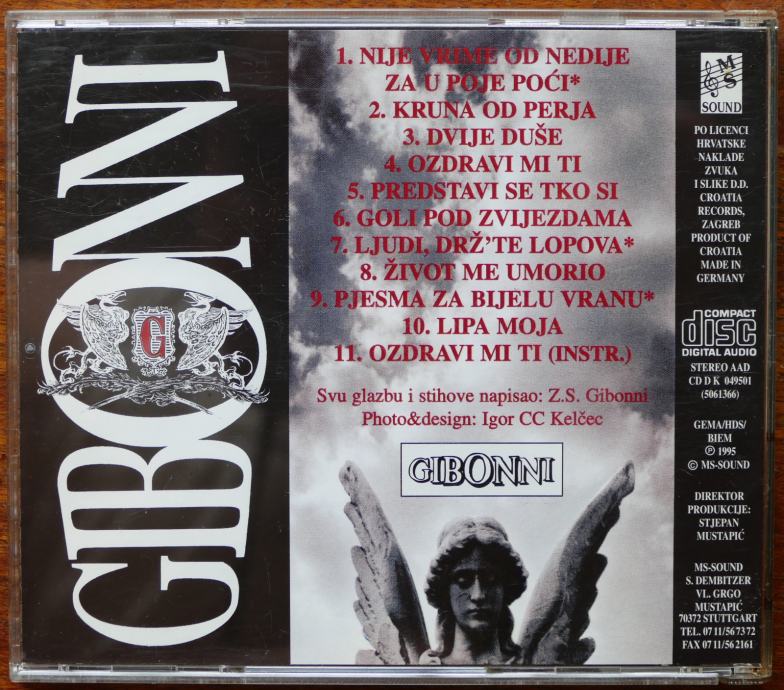 GIBONNI
G
1. NIJE VRIME OD NEDIJE
ZA U POJE POĆI*
2. KRUNA OD PERJA
3. DVIJE DUŠE
4. OZDRAVI MI TI
5. PREDSTAVI SE TKO SI
6. GOLI POD ZVIJEZDAMA
7. LJUDI, DRŽ'TE LOPOVA*
8. ŽIVOT ME UMORIO
9. PJESMA ZA BIJELU VRANU*
10. LIPA MOJA
11. OZDRAVI MI TI (INSTR.)
Svu glazbu i stihove napisao: Z.S. Gibonni
Photo&design: Igor CC Kelčec
GIBONNI
MS
SOUND
PO LICENCI
HRVATSKE
NAKLADE
ZVUKA
I SLIKE D.D.
CROATIA
RECORDS,
ZAGREB
PRODUCT OF
CROATIA
MADE IN
GERMANY
COMPACT
disc
DIGITAL AUDIO
STEREO AAD
CD D K 049501
(5061366)
GEMA/HDS/
BIEM
℗ 1995
© MS-SOUND
DIREKTOR
PRODUKCIJE:
STJEPAN
MUSTAPIĆ
MS-SOUND
S. DEMBITZER
VL. GRGO
MUSTAPIĆ
70372 STUTTGART
TEL. 07 11/56 73 72
FAX 07 11/56 21 61